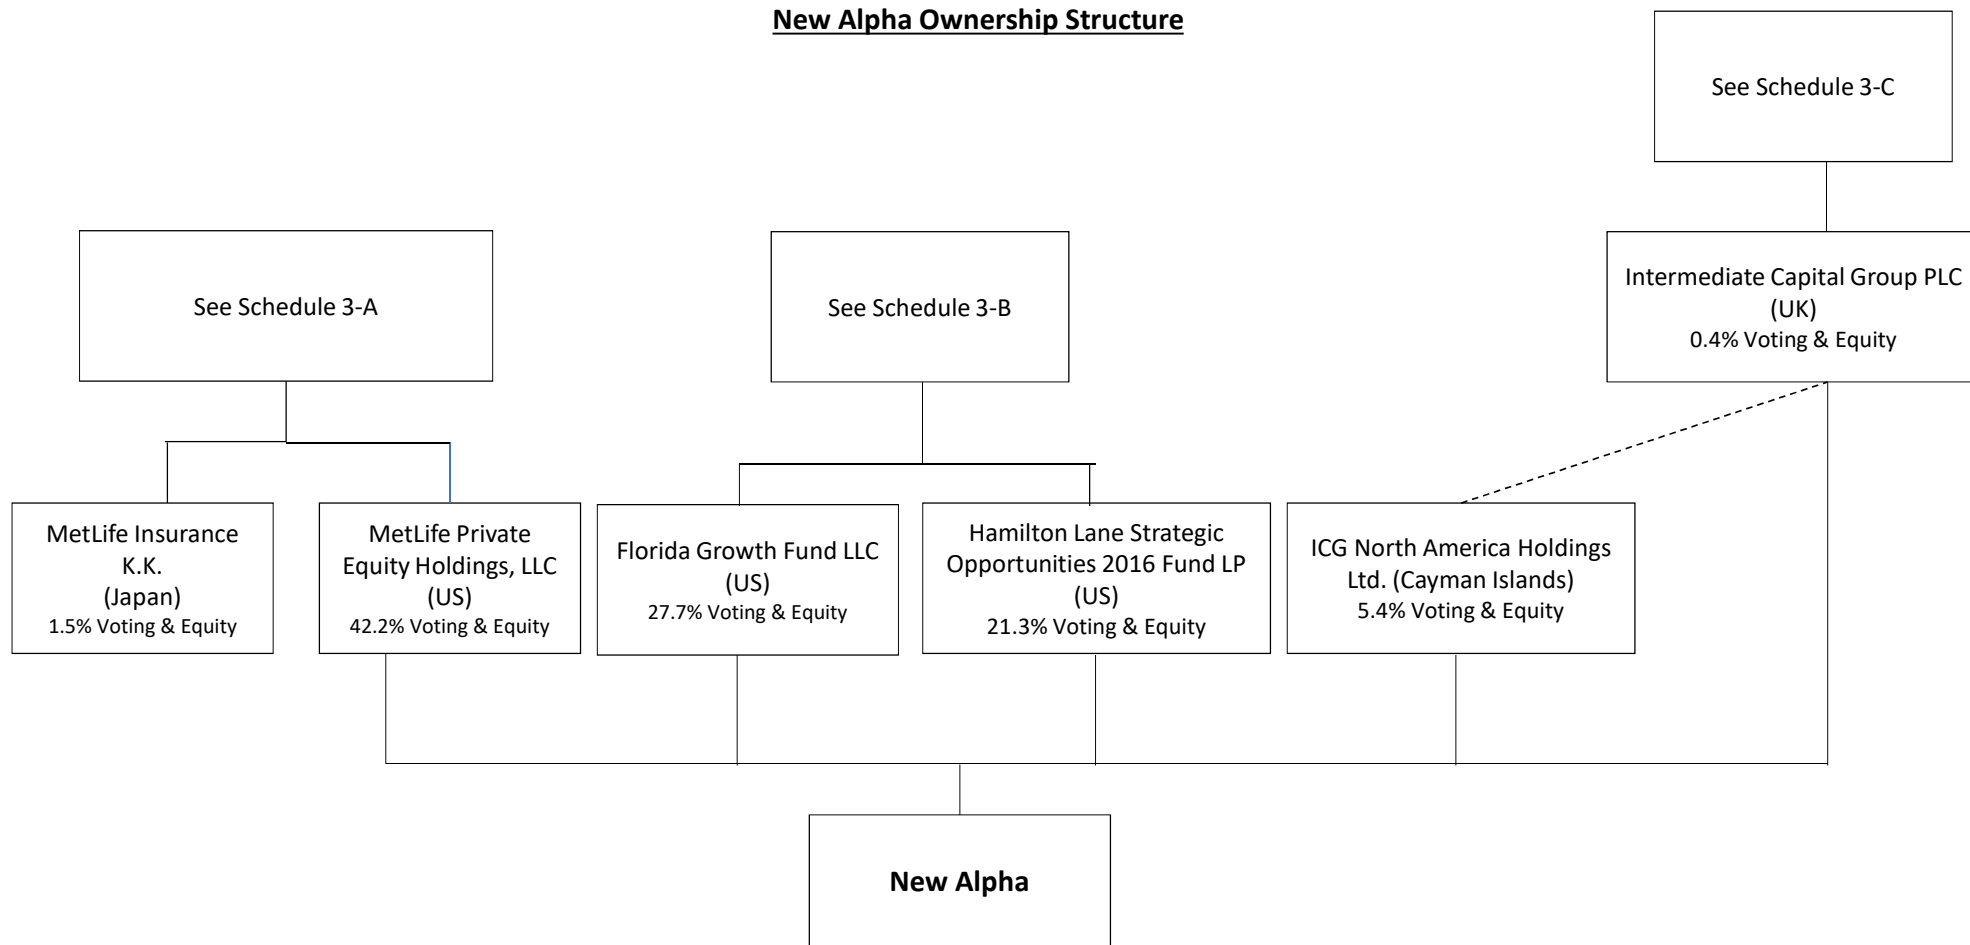 New Alpha Ownership Structure
See Schedule 3-C
See Schedule 3-A
See Schedule 3-B
Intermediate Capital Group PLC
(UK)
0.4% Voting & Equity
MetLife Insurance
K.K.
(Japan)
1.5% Voting & Equity
MetLife Private
Equity Holdings, LLC
(US)
42.2% Voting & Equity
Florida Growth Fund LLC
(US)
27.7% Voting & Equity
Hamilton Lane Strategic
Opportunities 2016 Fund LP
(US)
21.3% Voting & Equity
ICG North America Holdings
Ltd. (Cayman Islands)
5.4% Voting & Equity
New Alpha